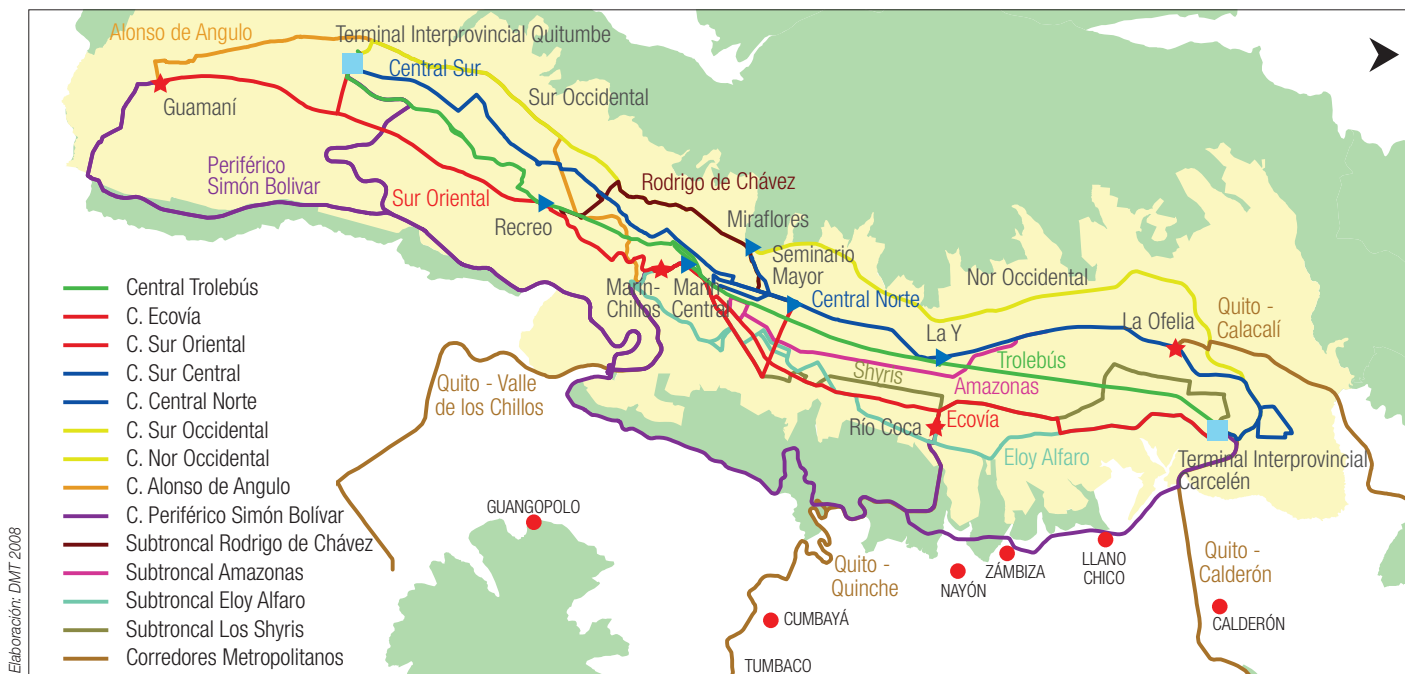 Alonso de Angulo
Terminal Interprovincial Quitumbe
Central Sur
Guamaní
Sur Occidental
Periférico
Simón Bolivar
Sur Oriental
Rodrigo de Chávez
Recreo
Miraflores
Seminario
Mayor
Marín-
Chillos
Marín
Central
Central Norte
Nor Occidental
La Y
La Ofelia
Quito -
Calacalí
Trolebús
Shyris
Amazonas
Quito - Valle
de los Chillos
Río Coca
Ecovía
Eloy Alfaro
Terminal Interprovincial
Carcelén
Central Trolebús
C. Ecovía
C. Sur Oriental
C. Sur Central
C. Central Norte
C. Sur Occidental
C. Nor Occidental
C. Alonso de Angulo
C. Periférico Simón Bolívar
Subtroncal Rodrigo de Chávez
Subtroncal Amazonas
Subtroncal Eloy Alfaro
Subtroncal Los Shyris
Corredores Metropolitanos
GUANGOPOLO
Quito -
Quinche
NAYÓN
ZÁMBIZA
LLANO
CHICO
Quito -
Calderón
CALDERÓN
CUMBAYÁ
TUMBACO
Elaboración: DMT 2008